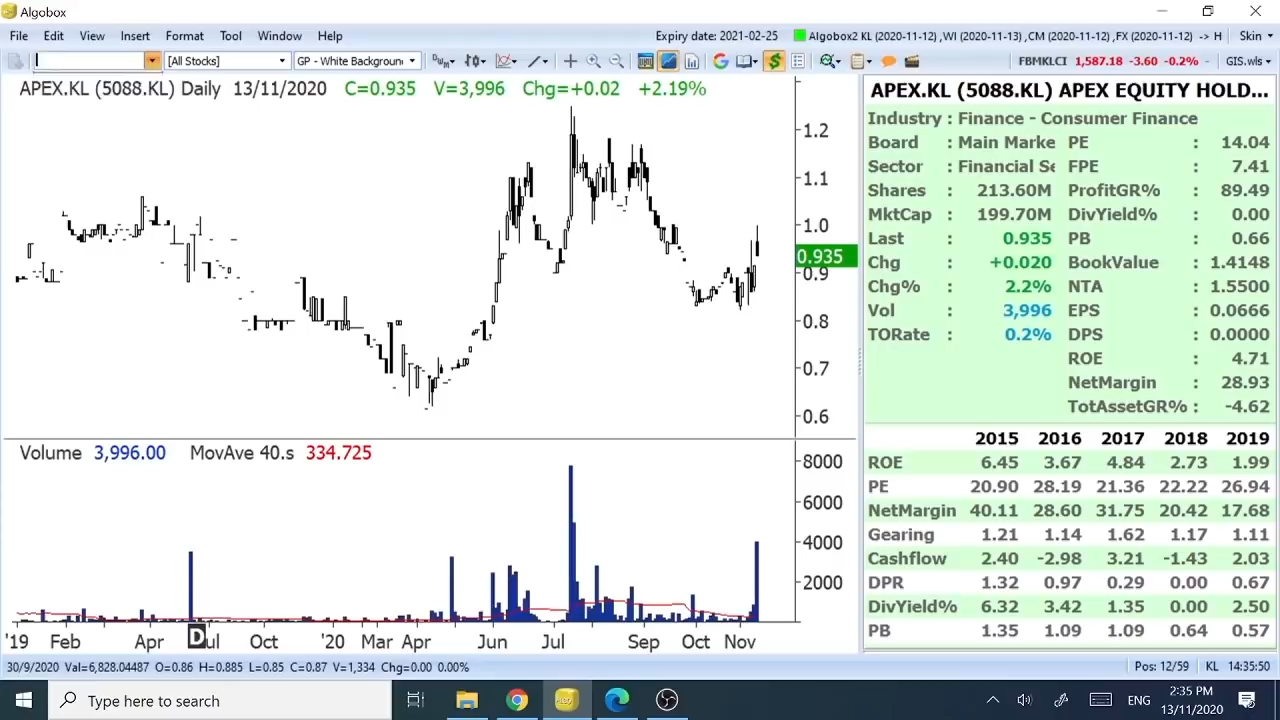 Algobox
File Edit View Insert Format Tool Window Help Expiry date: 2021-02-25 Algobox2 KL (2020-11-12) ,WI (2020-11-13) ,CM (2020-11-12) ,FX (2020-11-12) -> H Skin
[All Stocks] GP - White Backgroun FBMKLCI 1,587.18 -3.60 -0.2% - GIS.wls
APEX.KL (5088.KL) Daily 13/11/2020 C=0.935 V=3,996 Chg=+0.02 +2.19%
1.2
1.1
1.0
0.935
0.9
0.8
0.7
0.6
Volume 3,996.00 MovAve 40.s 334.725
8000
6000
4000
2000
'19 Feb Apr D ul Oct '20 Mar Apr Jun Jul Sep Oct Nov
APEX.KL (5088.KL) APEX EQUITY HOLD...
Industry : Finance - Consumer Finance
Board : Main Marke PE : 14.04
Sector : Financial Se FPE : 7.41
Shares : 213.60M ProfitGR% : 89.49
MktCap : 199.70M DivYield% : 0.00
Last : 0.935 PB : 0.66
Chg : +0.020 BookValue : 1.4148
Chg% : 2.2% NTA : 1.5500
Vol : 3,996 EPS : 0.0666
TORate : 0.2% DPS : 0.0000
ROE : 4.71
NetMargin : 28.93
TotAssetGR% : -4.62
2015 2016 2017 2018 2019
ROE 6.45 3.67 4.84 2.73 1.99
PE 20.90 28.19 21.36 22.22 26.94
NetMargin 40.11 28.60 31.75 20.42 17.68
Gearing 1.21 1.14 1.62 1.17 1.11
Cashflow 2.40 -2.98 3.21 -1.43 2.03
DPR 1.32 0.97 0.29 0.00 0.67
DivYield% 6.32 3.42 1.35 0.00 2.50
PB 1.35 1.09 1.09 0.64 0.57
30/9/2020 Val=6,828.04487 O=0.86 H=0.885 L=0.85 C=0.87 V=1,334 Chg=0.00 0.00% Pos: 12/59 KL 14:35:50
Type here to search ENG 2:35 PM
13/11/2020